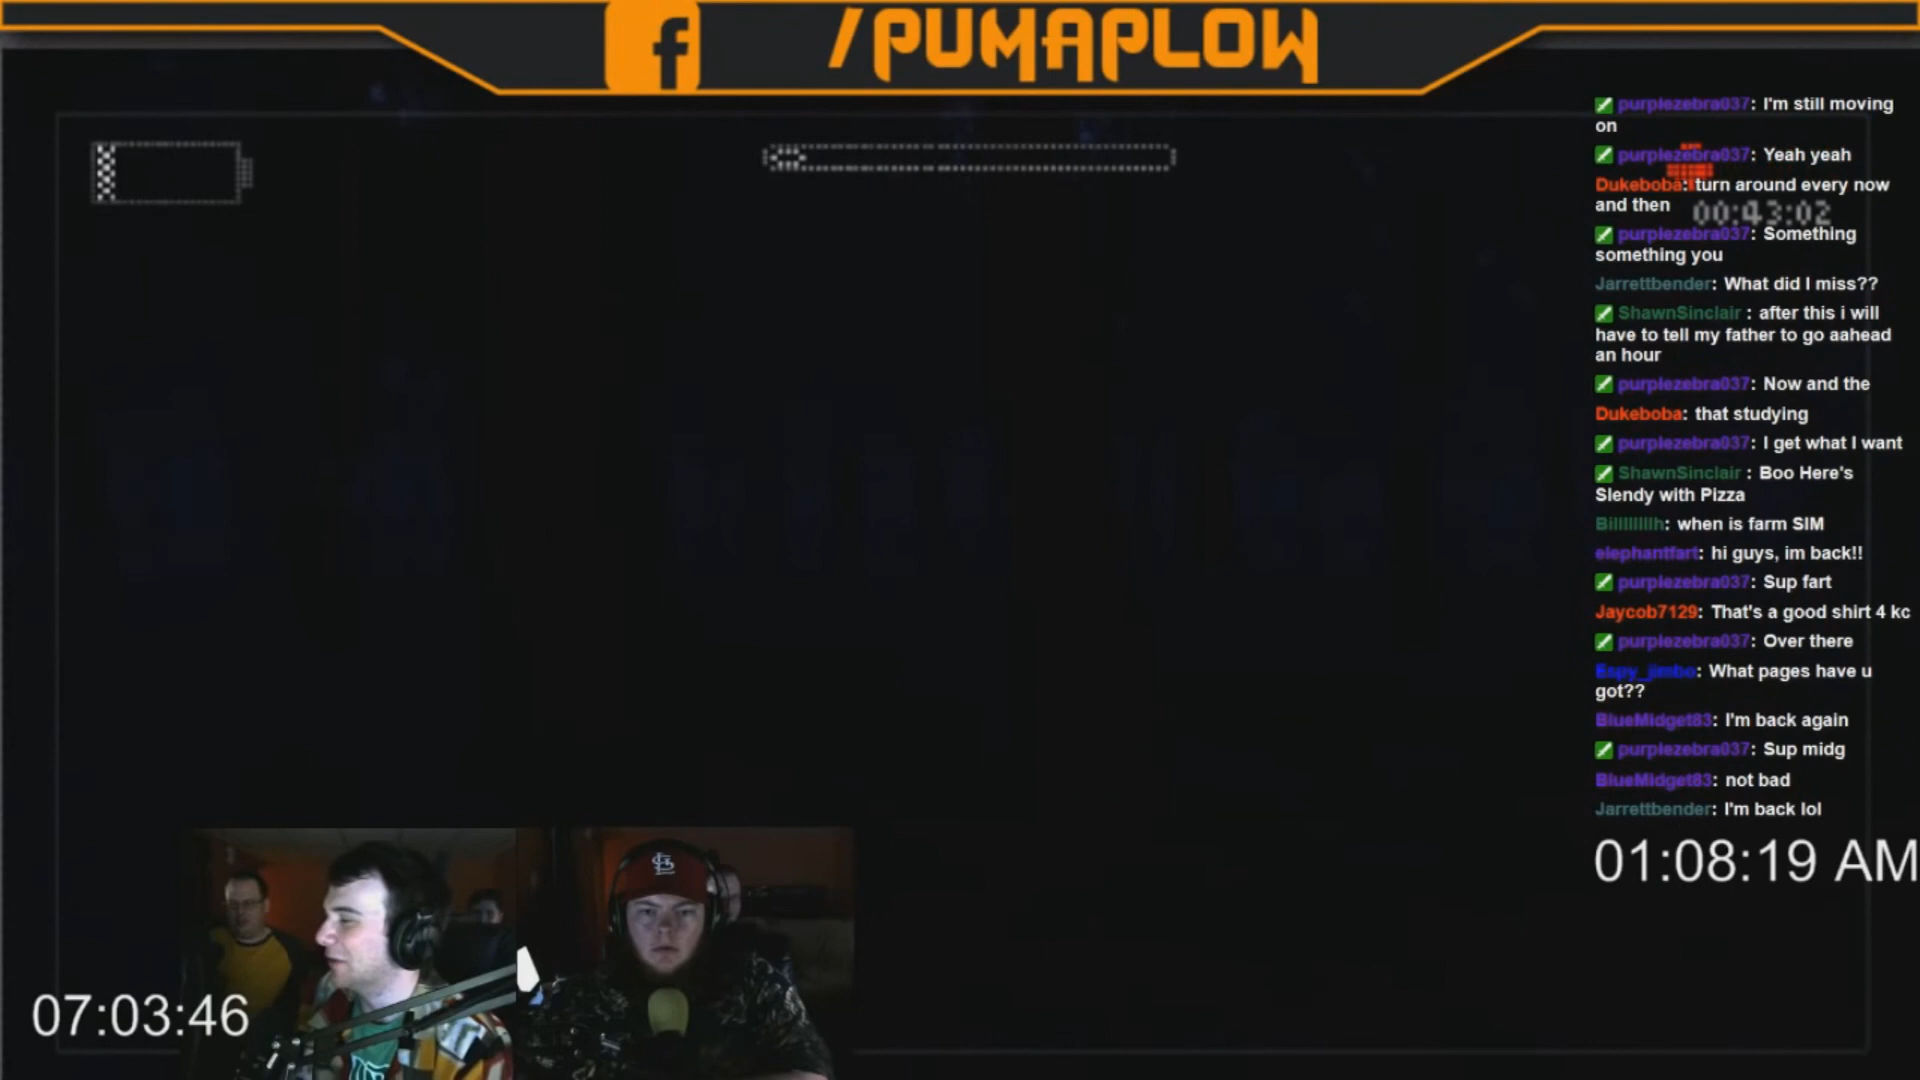 f /PUMAPLOW
purplezebra037: I'm still moving
on
purplezebra037: Yeah yeah
Dukeboba: turn around every now
and then
00:43:02
purplezebra037: Something
something you
Jarrettbender: What did I miss??
ShawnSinclair : after this i will
have to tell my father to go aahead
an hour
purplezebra037: Now and the
Dukeboba: that studying
purplezebra037: I get what I want
ShawnSinclair : Boo Here's
Slendy with Pizza
Billlllllllh: when is farm SIM
elephantfart: hi guys, im back!!
purplezebra037: Sup fart
Jaycob7129: That's a good shirt 4 kc
purplezebra037: Over there
Espy_jimbo: What pages have u
got??
BlueMidget83: I'm back again
purplezebra037: Sup midg
BlueMidget83: not bad
Jarrettbender: I'm back lol
01:08:19 AM
07:03:46